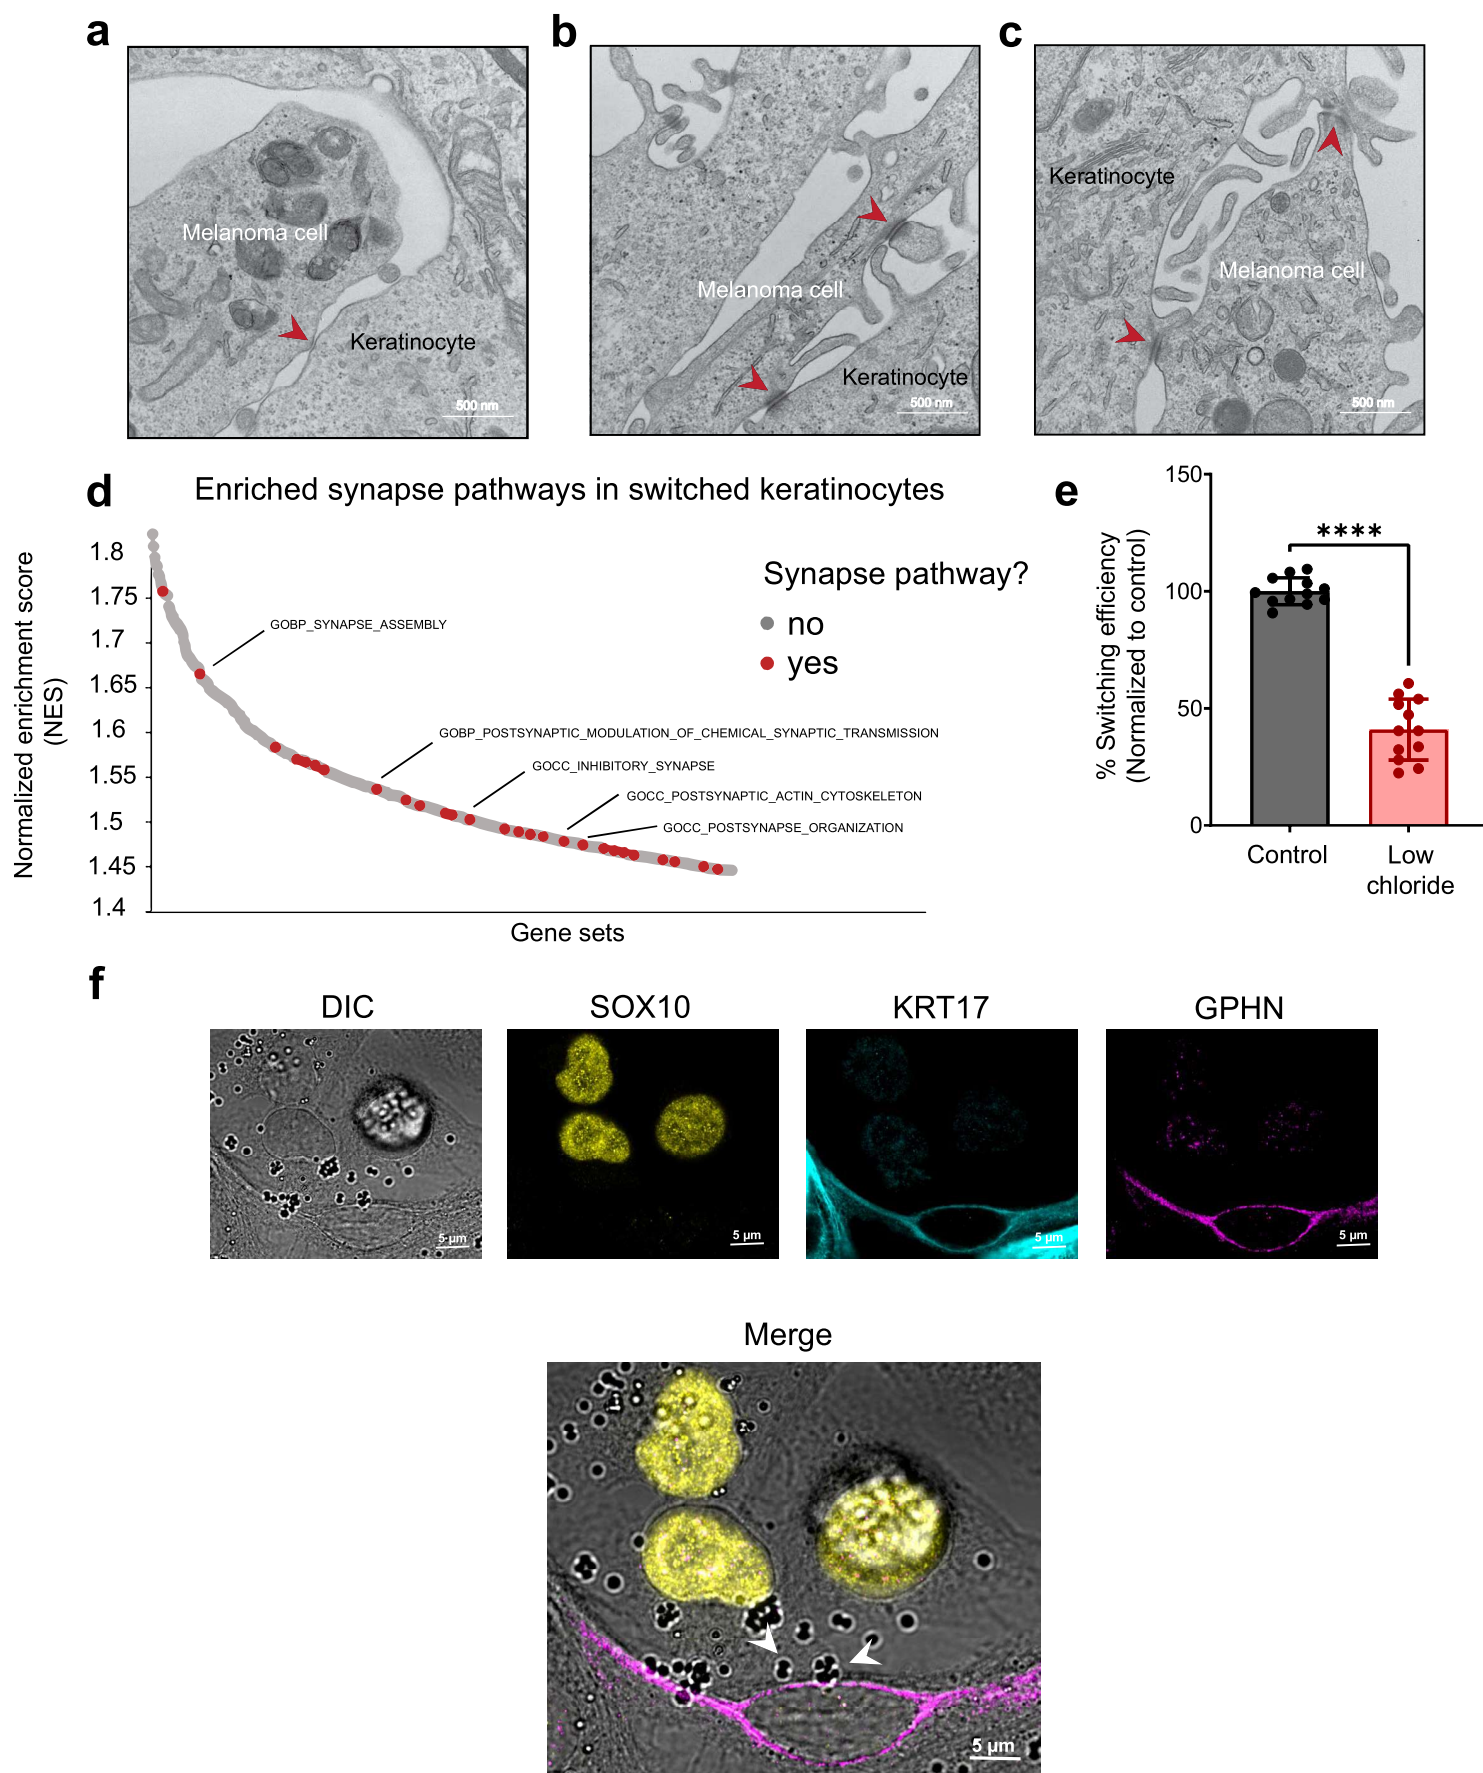 a
b
c
Melanoma cell
Keratinocyte
500 nm
Melanoma cell
Keratinocyte
500 nm
Keratinocyte
Melanoma cell
500 nm
d
Enriched synapse pathways in switched keratinocytes
Normalized enrichment score
(NES)
1.8
1.75
1.7
1.65
1.6
1.55
1.5
1.45
1.4
GOBP_SYNAPSE_ASSEMBLY
GOBP_POSTSYNAPTIC_MODULATION_OF_CHEMICAL_SYNAPTIC_TRANSMISSION
GOCC_INHIBITORY_SYNAPSE
GOCC_POSTSYNAPTIC_ACTIN_CYTOSKELETON
GOCC_POSTSYNAPSE_ORGANIZATION
Synapse pathway?
no
yes
Gene sets
e
% Switching efficiency
(Normalized to control)
150
100
50
0
****
Control
Low
chloride
f
DIC
SOX10
KRT17
GPHN
5 µm
5 µm
5 µm
5 µm
Merge
5 µm